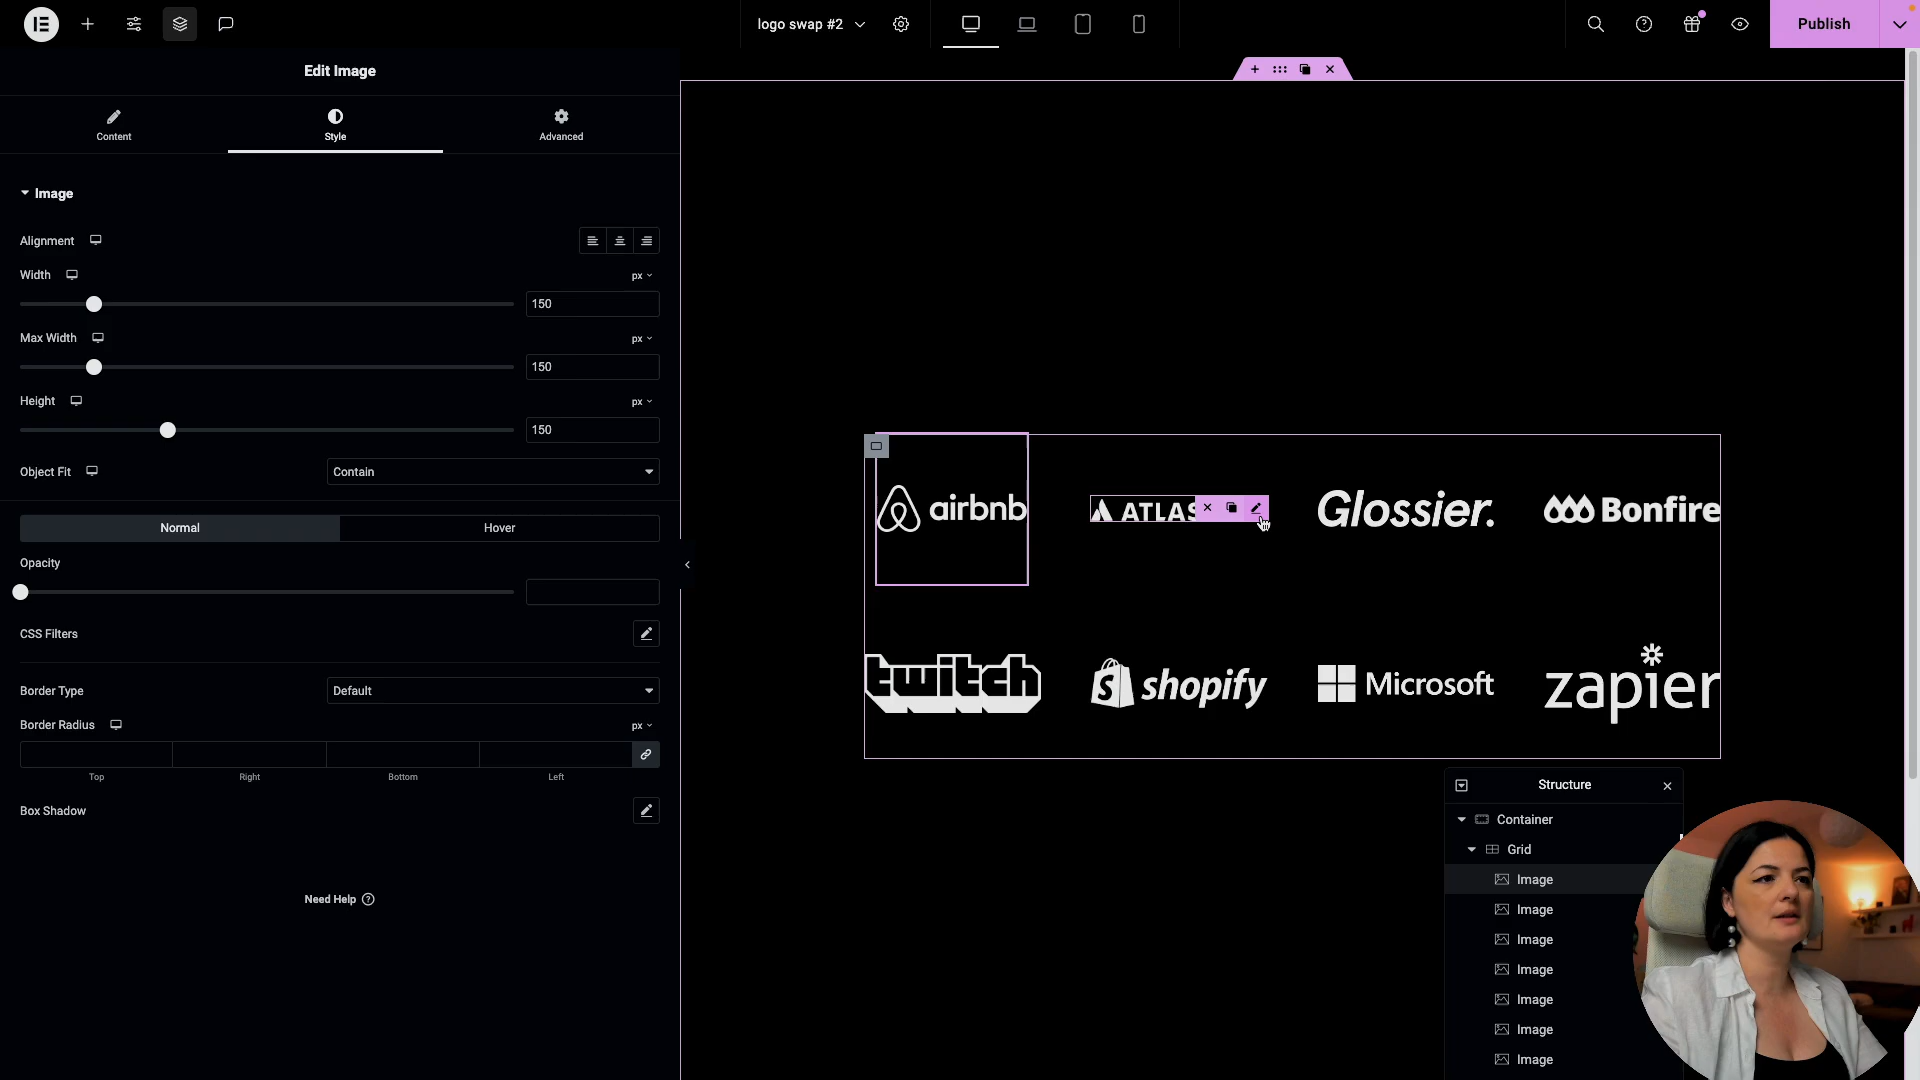 logo swap #2
Publish
Edit Image
Content
Style
Advanced
Image
Alignment
Width
px
150
Max Width
px
150
Height
px
150
Object Fit
Contain
Normal
Hover
Opacity
CSS Filters
Border Type
Default
Border Radius
px
Top
Right
Bottom
Left
Box Shadow
Need Help
airbnb
ATLAS
Glossier.
Bonfire
twitch
shopify
Microsoft
zapier
Structure
Container
Grid
Image
Image
Image
Image
Image
Image
Image